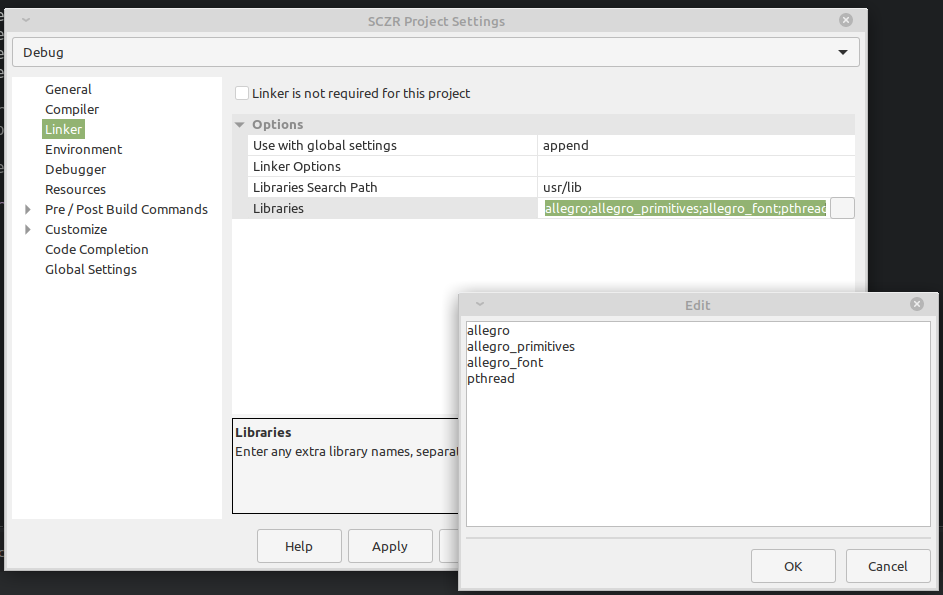 SCZR Project Settings
Debug
General
Compiler
Linker
Environment
Debugger
Resources
Pre / Post Build Commands
Customize
Code Completion
Global Settings
Linker is not required for this project
Options
Use with global settings append
Linker Options
Libraries Search Path usr/lib
Libraries allegro;allegro_primitives;allegro_font;pthread
Libraries
Enter any extra library names, separat
Help Apply
Edit
allegro
allegro_primitives
allegro_font
pthread
OK Cancel